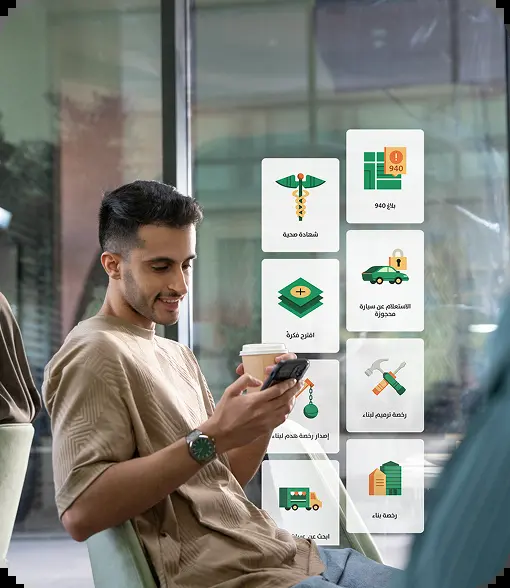 940
بلاغ 940
شهادة صحية
الاستعلام عن سيارة
محجوزة
اقترح فكرة
رخصة ترميم لبناء
إصدار رخصة هدم لبناء
رخصة بناء
ابحث عن